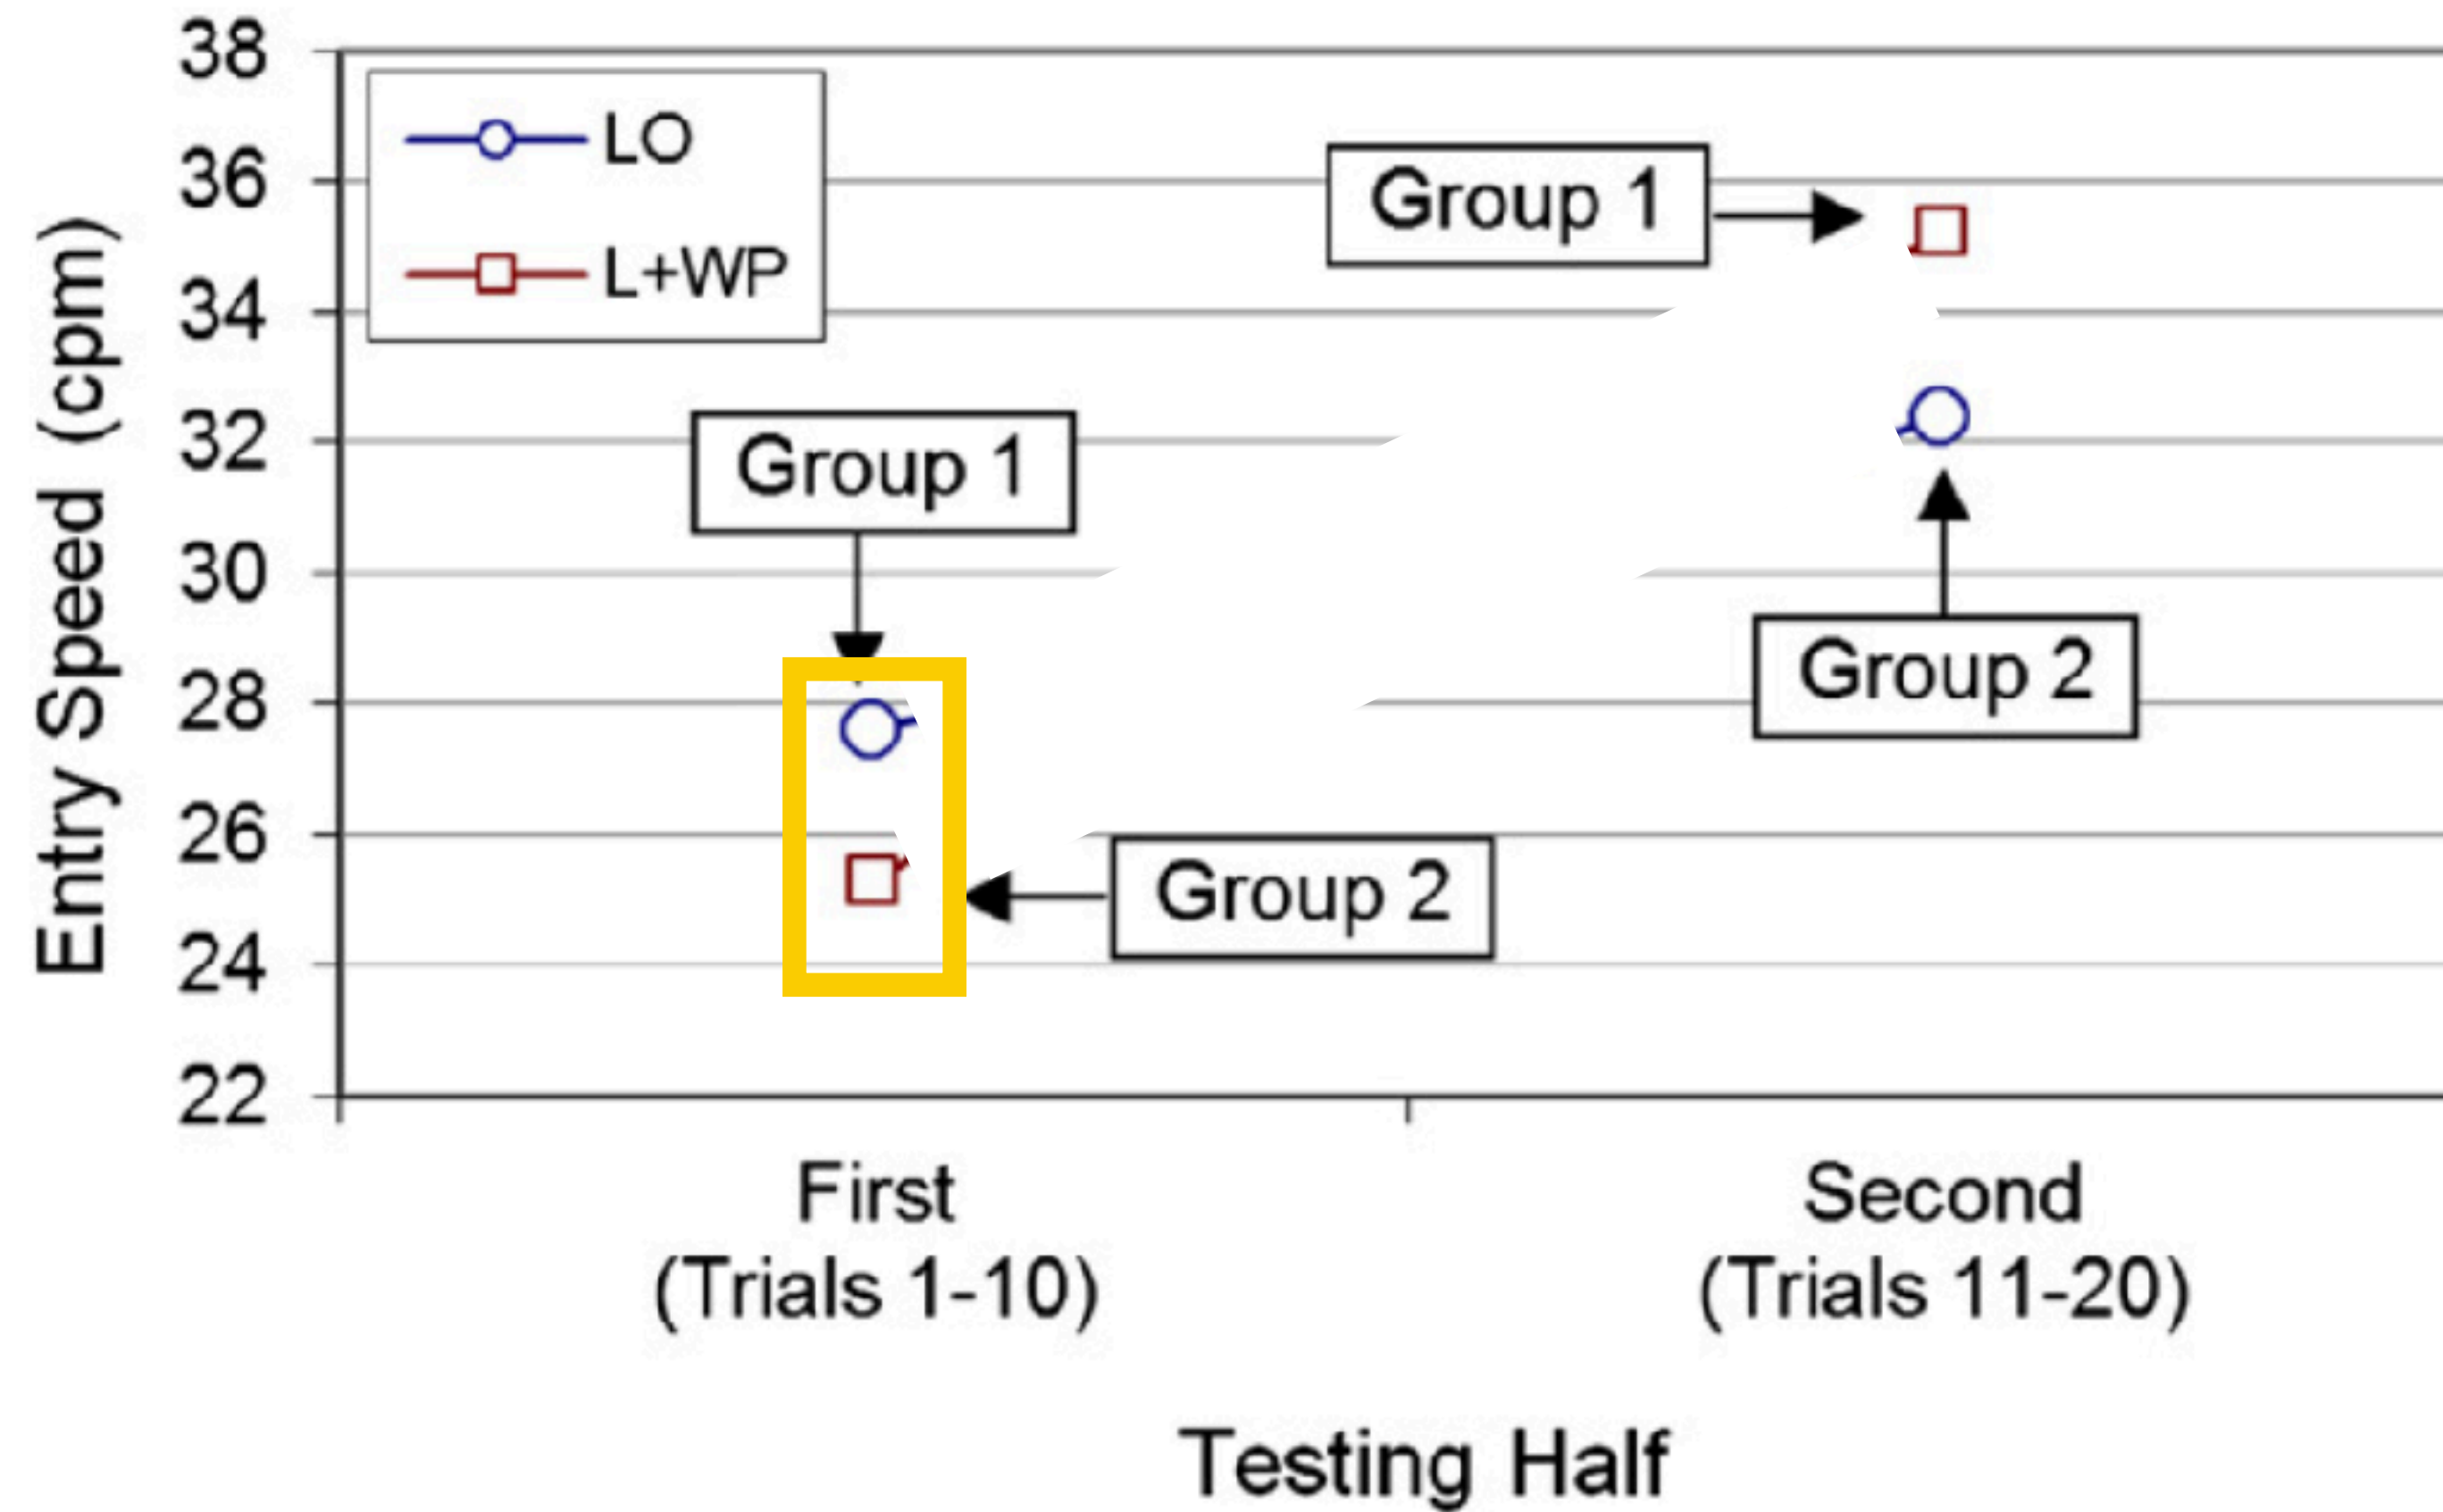 Entry Speed (cpm)
38
36
34
32
30
28
26
24
22
LO
L+WP
Group 1
Group 1
Group 2
Group 2
First
(Trials 1-10)
Second
(Trials 11-20)
Testing Half